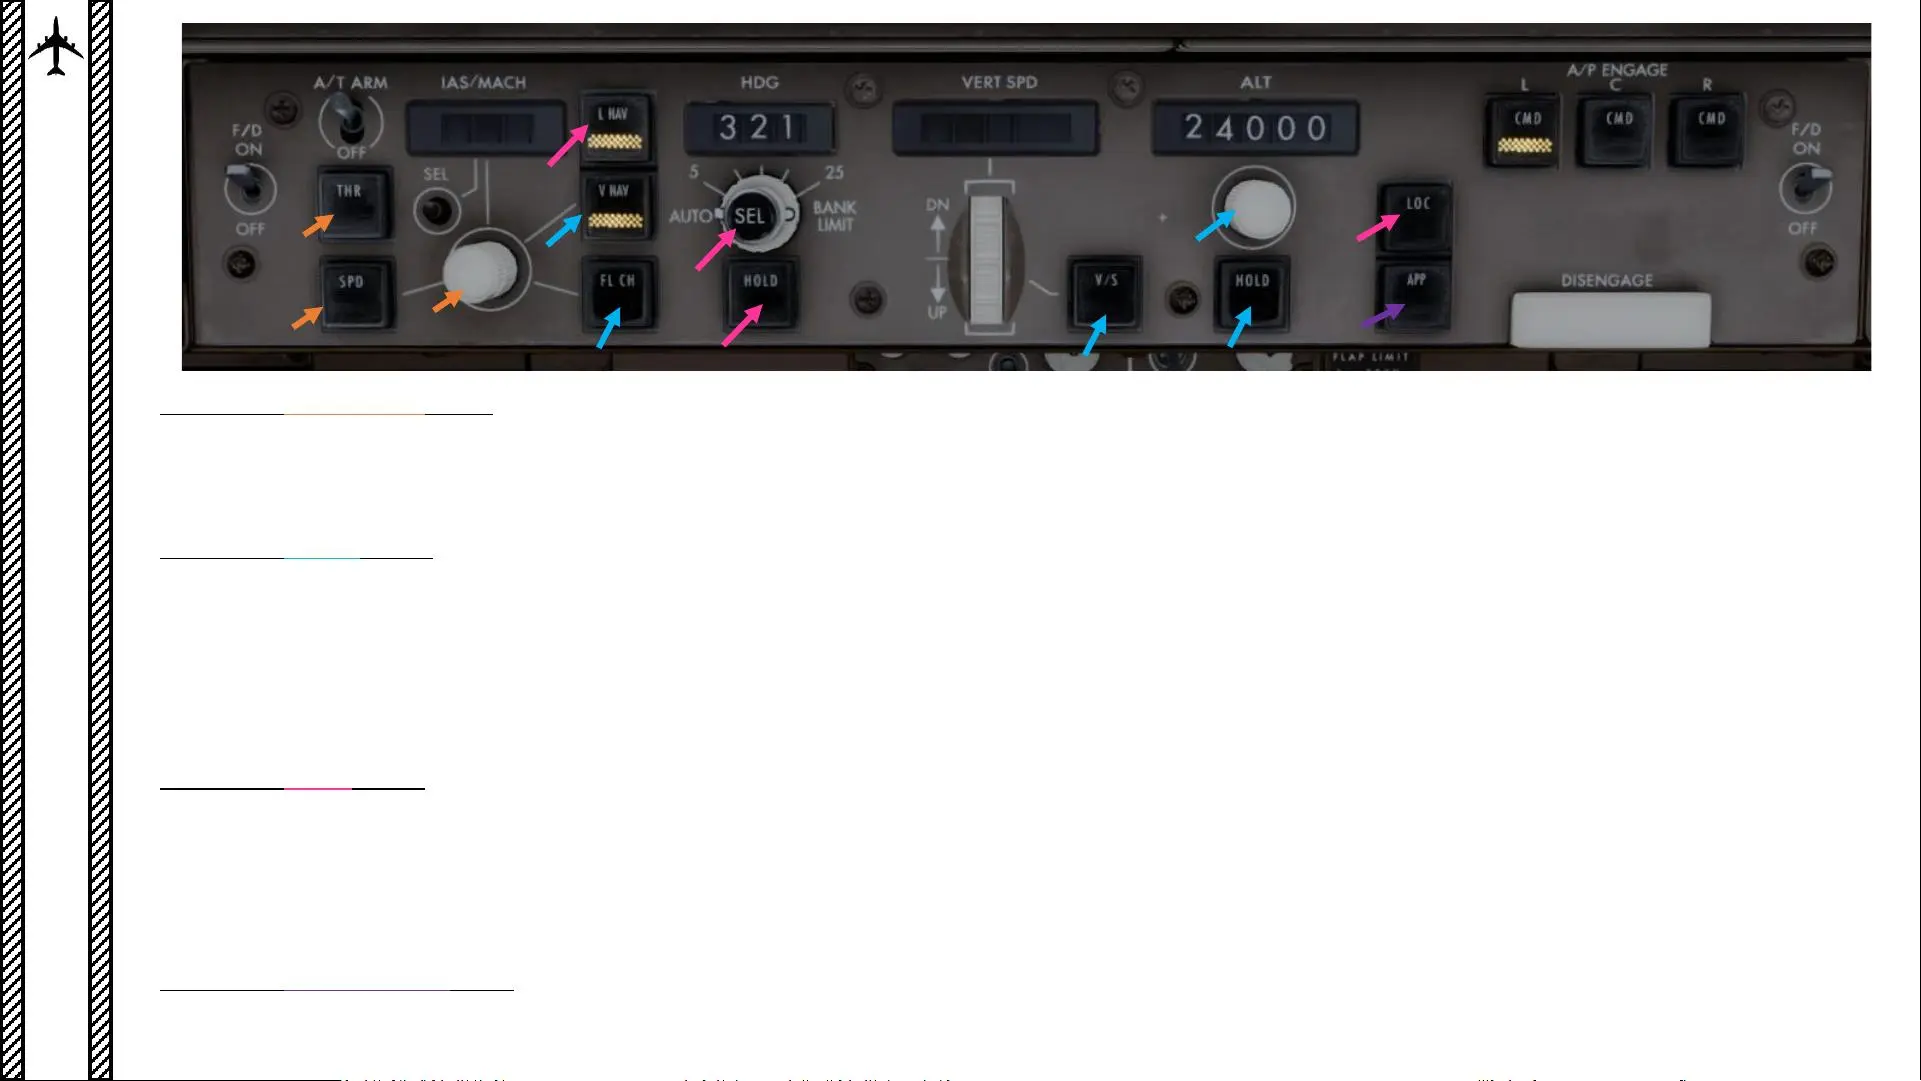 A/T ARM
IAS/MACH
HDG
VERT SPD
ALT
A/P ENGAGE
L
C
R
F/D
ON
OFF
THR
SEL
L NAV
V NAV
321
24000
CMD
CMD
CMD
F/D
ON
5
25
AUTO
SEL
BANK
LIMIT
DN
+
LOC
OFF
OFF
SPD
FL CH
HOLD
UP
V/S
HOLD
APP
DISENGAGE
FLAP LIMIT